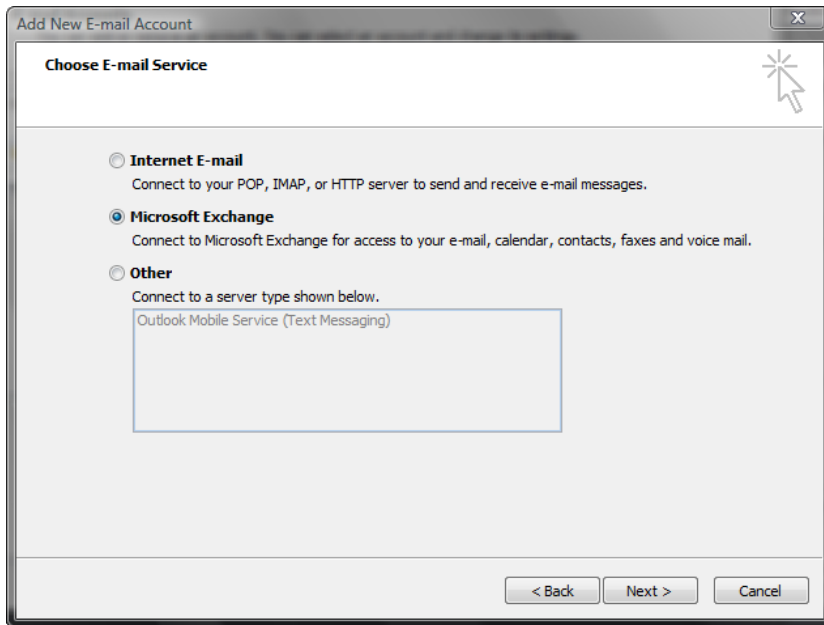 Add New E-mail Account
Choose E-mail Service
Internet E-mail
Connect to your POP, IMAP, or HTTP server to send and receive e-mail messages.
Microsoft Exchange
Connect to Microsoft Exchange for access to your e-mail, calendar, contacts, faxes and voice mail.
Other
Connect to a server type shown below.
Outlook Mobile Service (Text Messaging)
< Back
Next >
Cancel